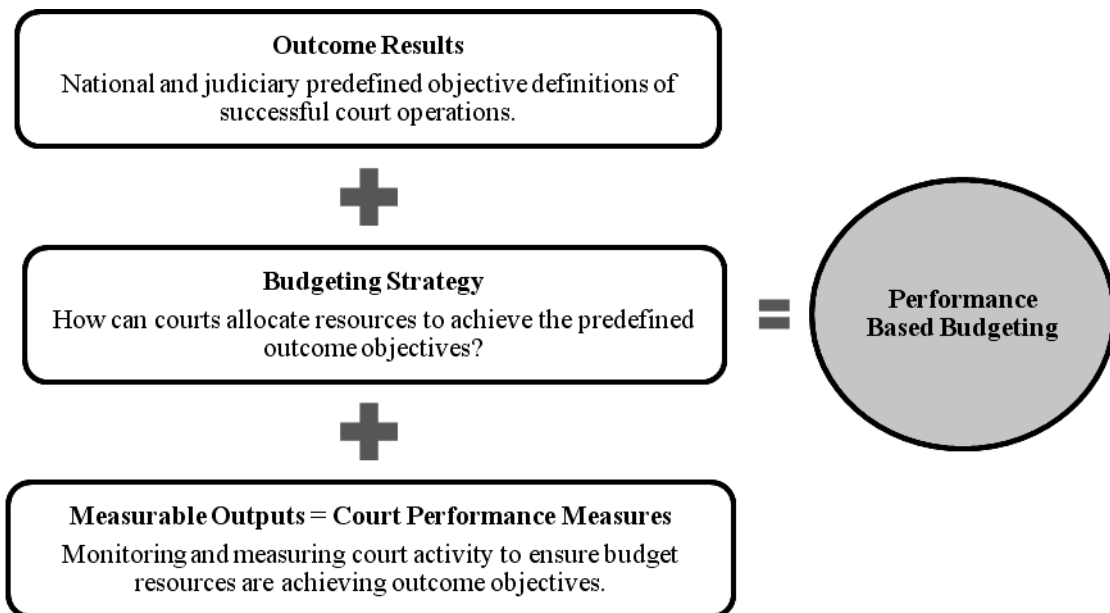 Outcome Results
National and judiciary predefined objective definitions of
successful court operations.
Budgeting Strategy
How can courts allocate resources to achieve the predefined
outcome objectives?
Measurable Outputs = Court Performance Measures
Monitoring and measuring court activity to ensure budget
resources are achieving outcome objectives.
Performance
Based Budgeting